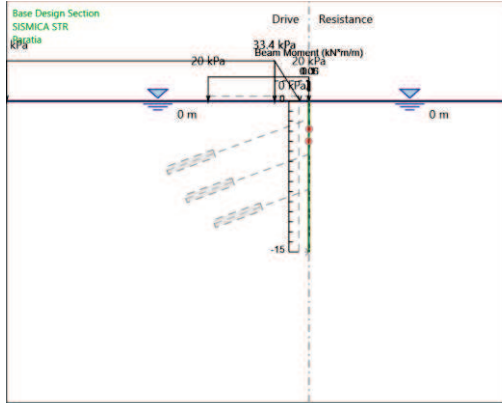 Base Design Section
SISMICA STR
Paratia
Drive
Resistance
kPa
33.4 kPa
Beam Moment (kN*m/m)
20 kPa
20 kPa
0 kPa
0
0 m
0 m
-15